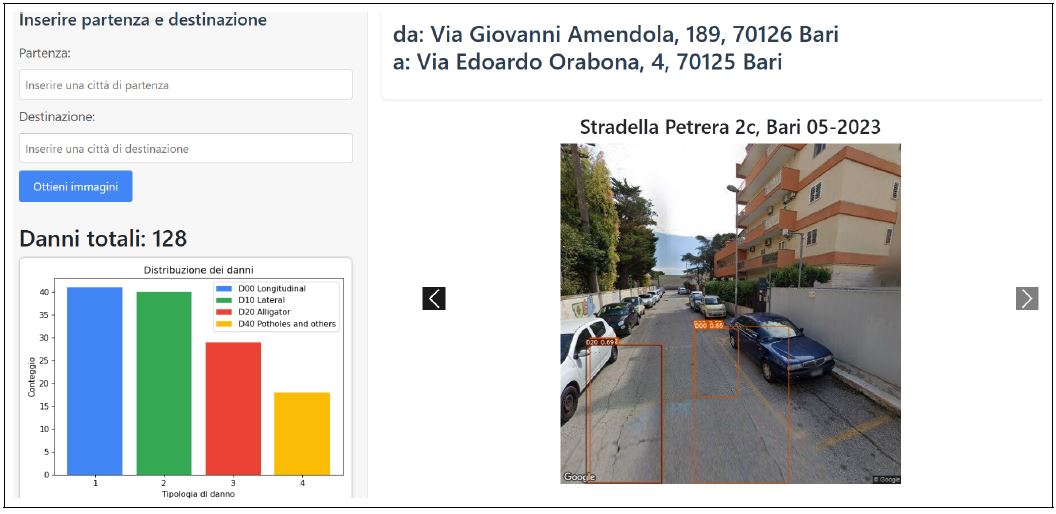 Inserire partenza e destinazione
Partenza:
Inserire una città di partenza
Destinazione:
Inserire una città di destinazione
Ottieni immagini
Danni totali: 128
Distribuzione dei danni
D00 Longitudinal
D10 Lateral
D20 Alligator
D40 Potholes and others
Conteggio
40
35
30
25
20
15
10
5
0
1 2 3 4
Tipologia di danno
da: Via Giovanni Amendola, 189, 70126 Bari
a: Via Edoardo Orabona, 4, 70125 Bari
Stradella Petrera 2c, Bari 05-2023
D00 0.65
D20 0.69
Google
© Google